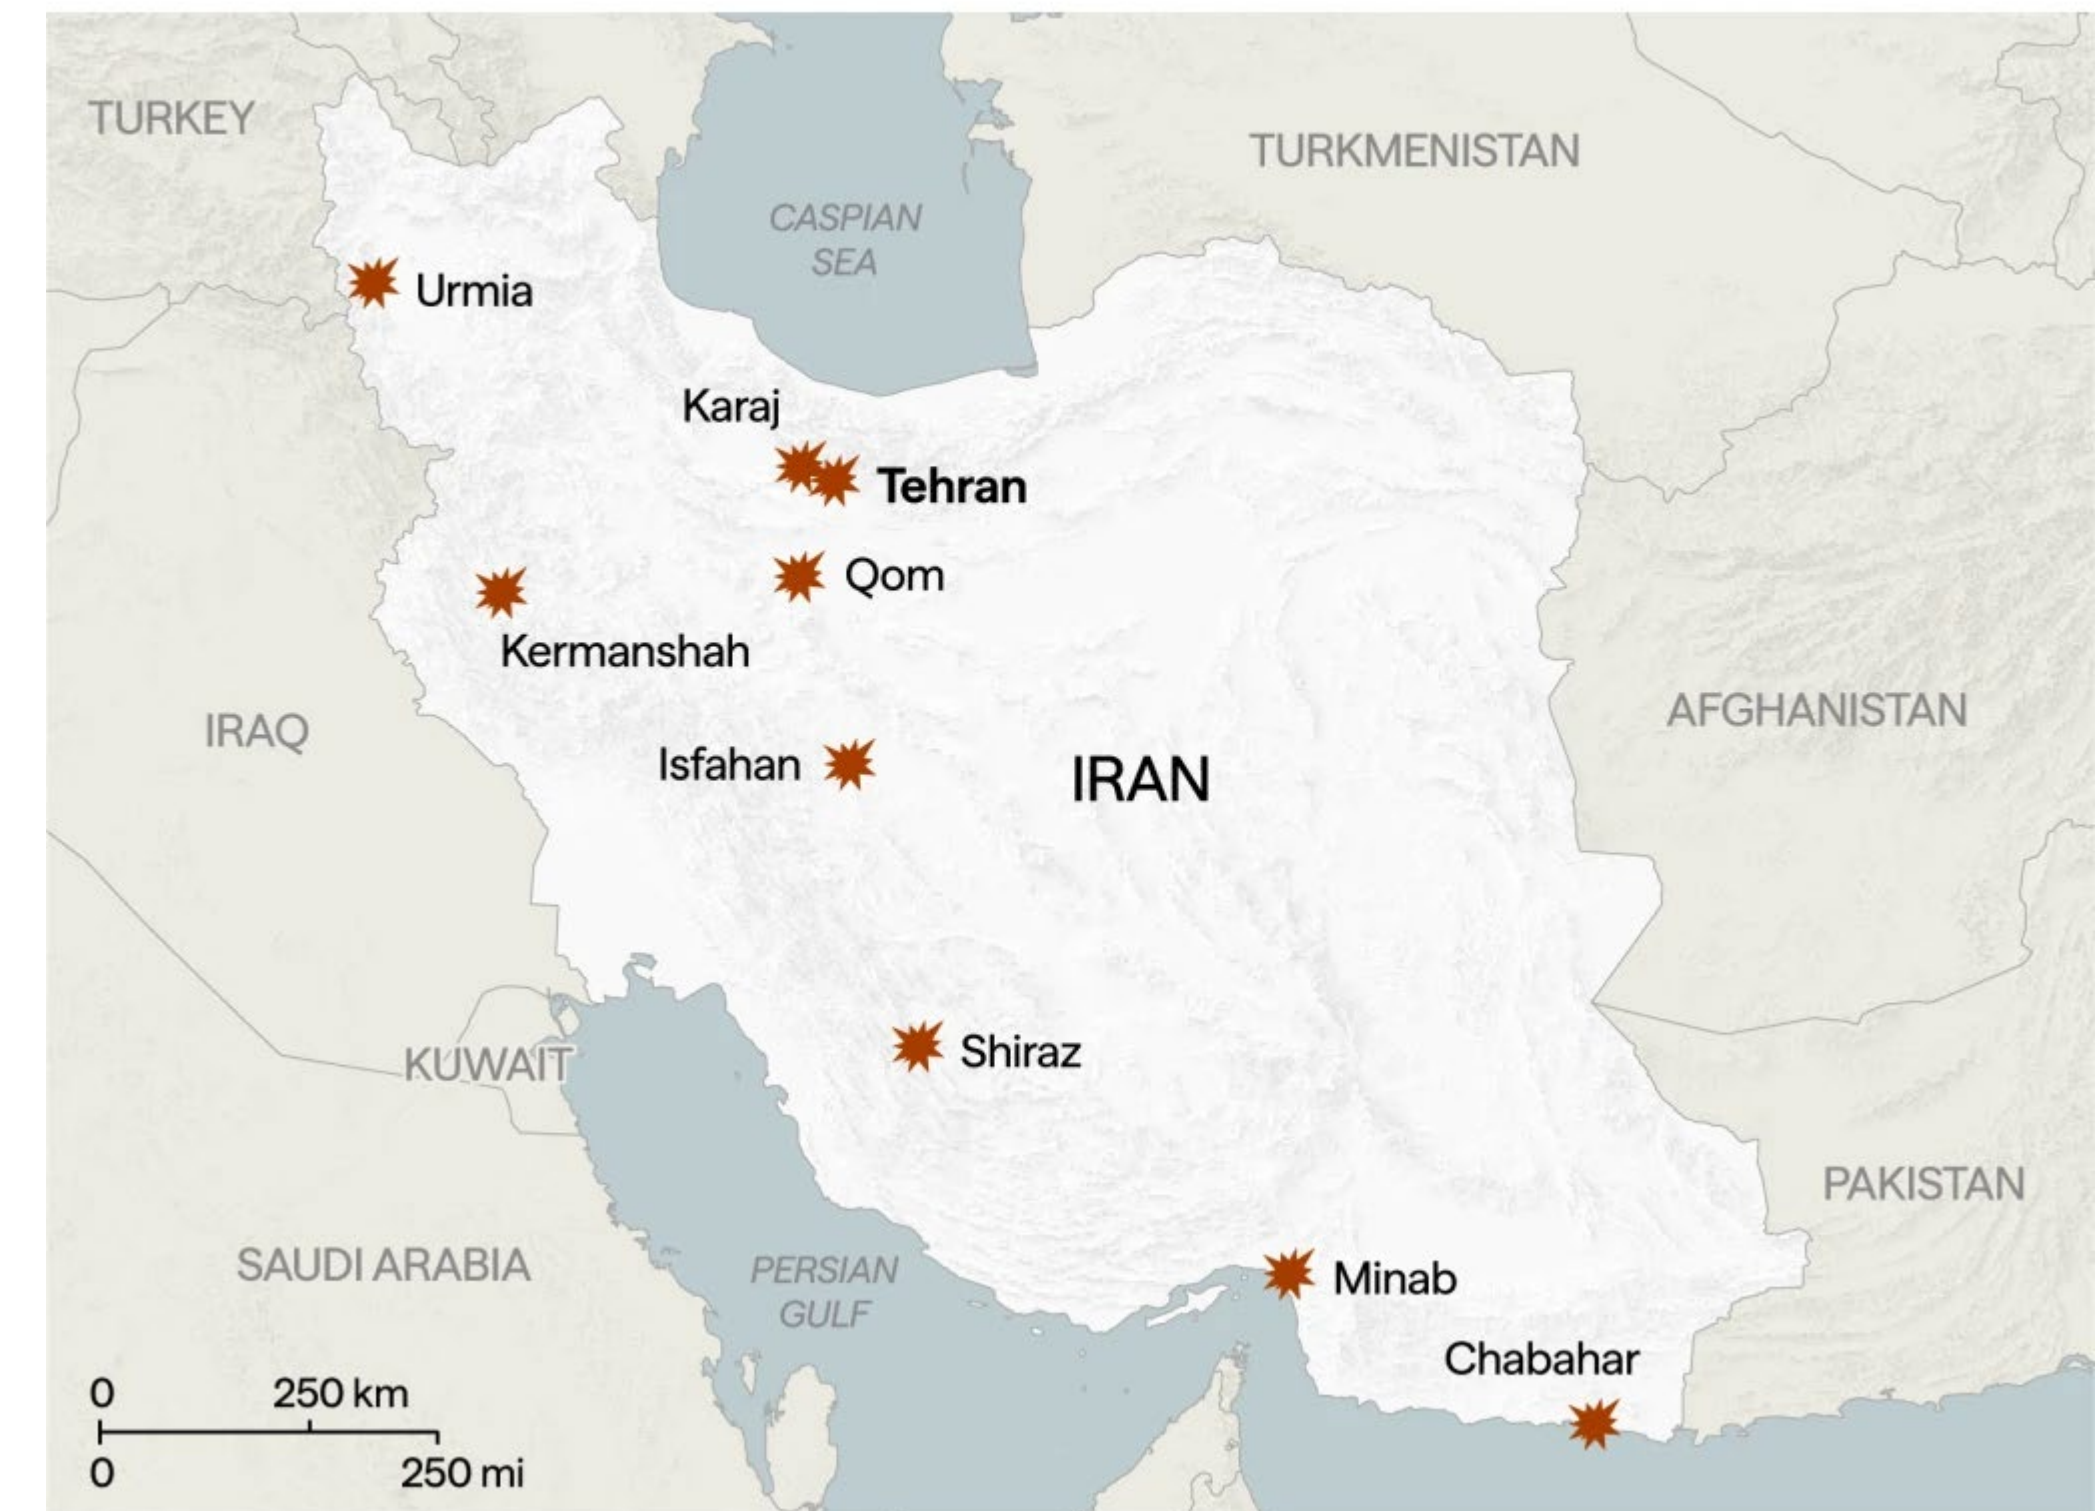 TURKEY
TURKMENISTAN
CASPIAN
SEA
Urmia
Karaj
Tehran
Qom
Kermanshah
AFGHANISTAN
IRAQ
Isfahan
IRAN
Shiraz
KUWAIT
PAKISTAN
SAUDI ARABIA
PERSIAN
GULF
Minab
Chabahar
0 250 km
0 250 mi